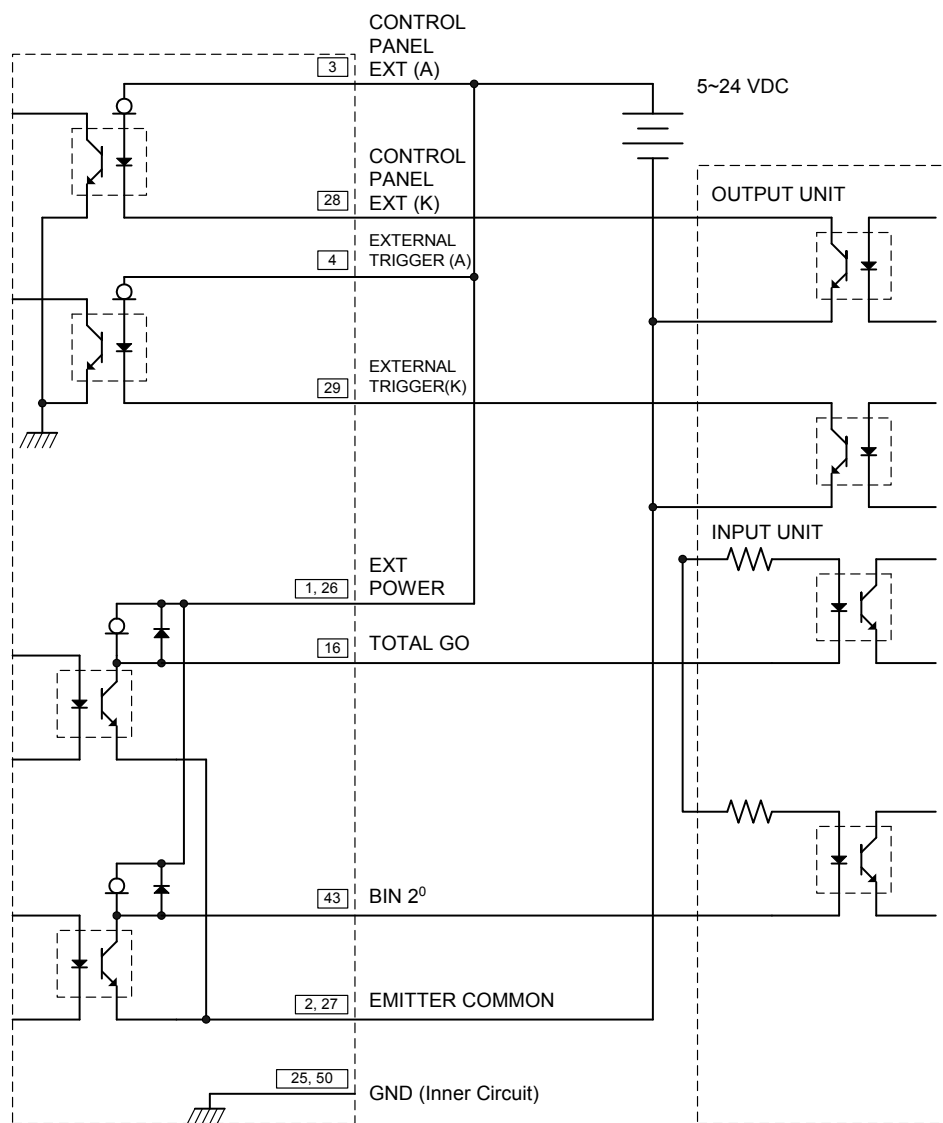 CONTROL
PANEL
EXT (A)
3
5~24 VDC
CONTROL
PANEL
EXT (K)
28
OUTPUT UNIT
EXTERNAL
TRIGGER (A)
4
EXTERNAL
TRIGGER(K)
29
INPUT UNIT
EXT
POWER
1, 26
16
TOTAL GO
43
BIN 2⁰
2, 27
EMITTER COMMON
25, 50
GND (Inner Circuit)